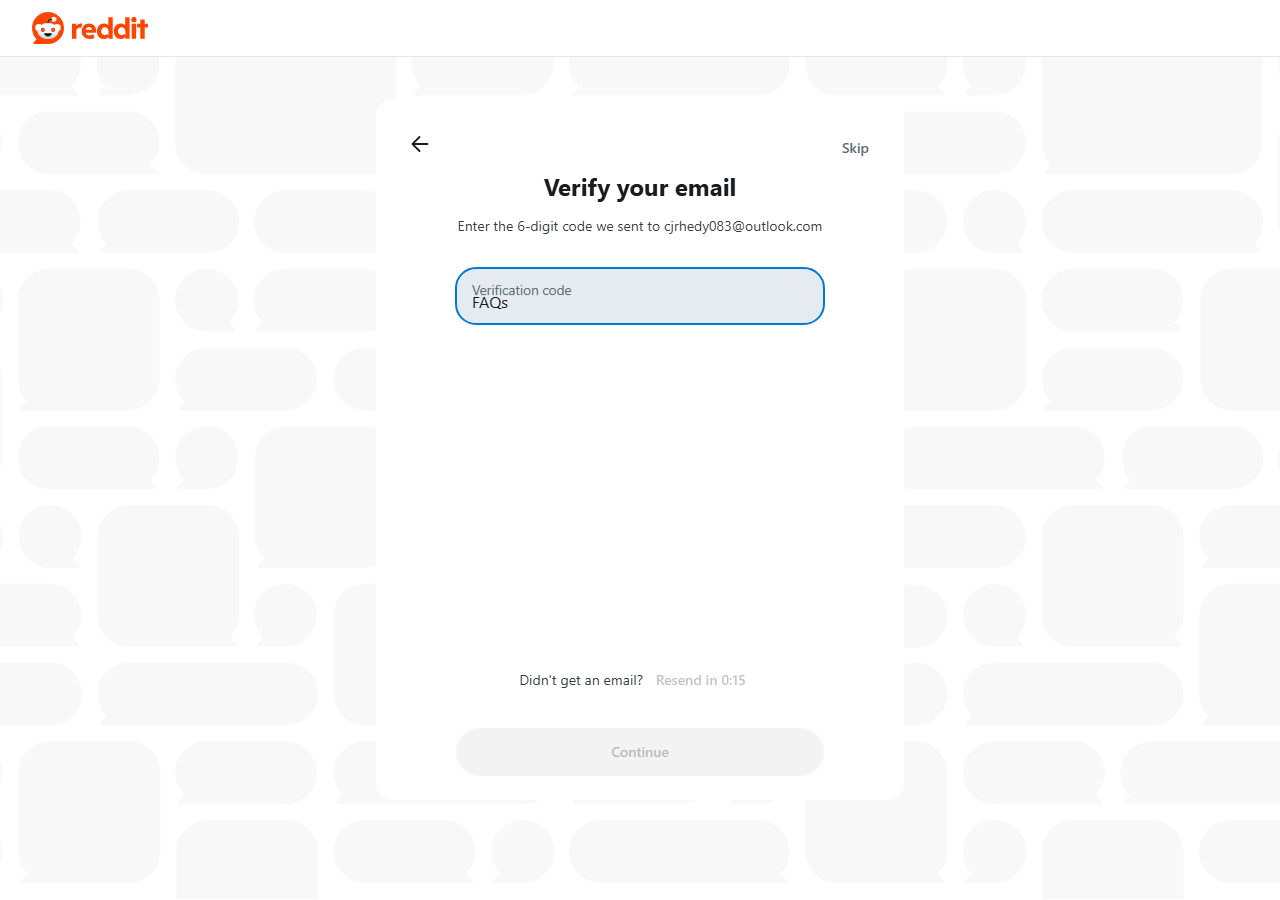 reddit
Skip
Verify your email
Enter the 6-digit code we sent to cjrhedy083@outlook.com
Verification code
FAQs
Didn't get an email? Resend in 0:15
Continue